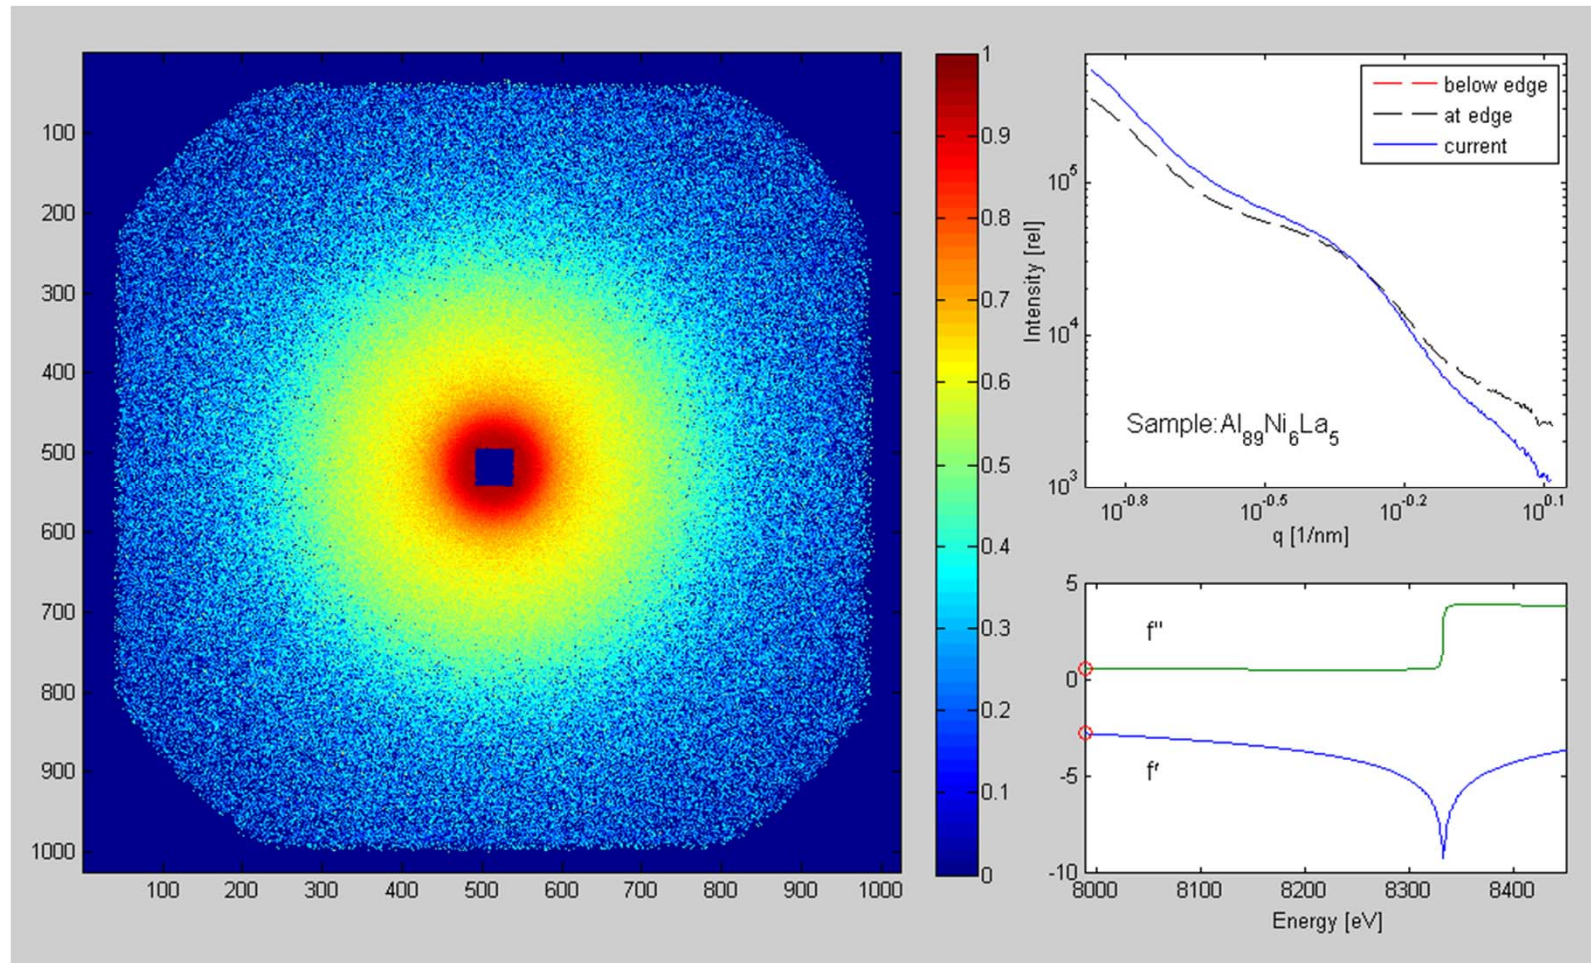 100
200
300
400
500
600
700
800
900
1000
100 200 300 400 500 600 700 800 900 1000
1
0.9
0.8
0.7
0.6
0.5
0.4
0.3
0.2
0.1
0
below edge
at edge
current
Intensity [rel]
10^5
10^4
10^3
Sample:Al₈₉Ni₆La₅
10^-0.8 10^-0.5 10^-0.2 10^0.1
q [1/nm]
5
0
-5
-10
f''
f'
8000 8100 8200 8300 8400
Energy [eV]